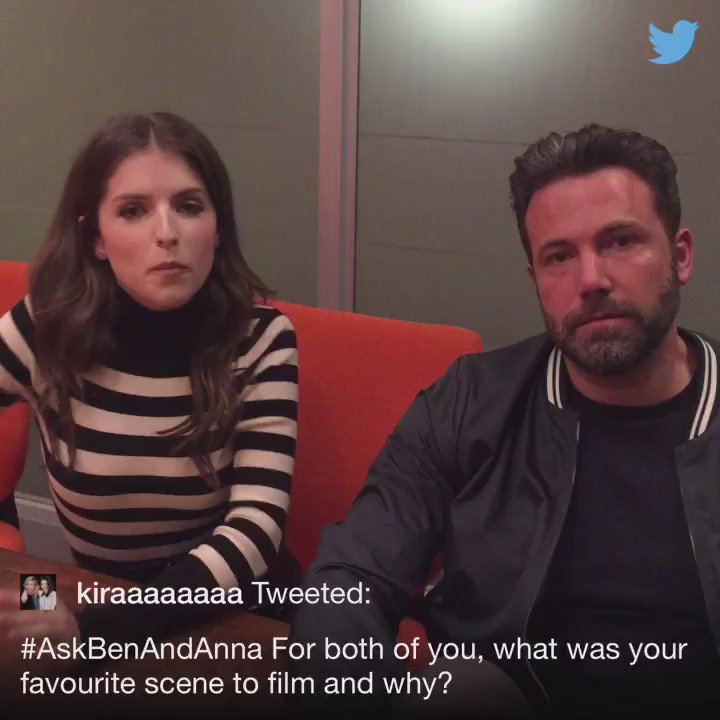 kiraaaaaaaa Tweeted:
#AskBenAndAnna For both of you, what was your
favourite scene to film and why?